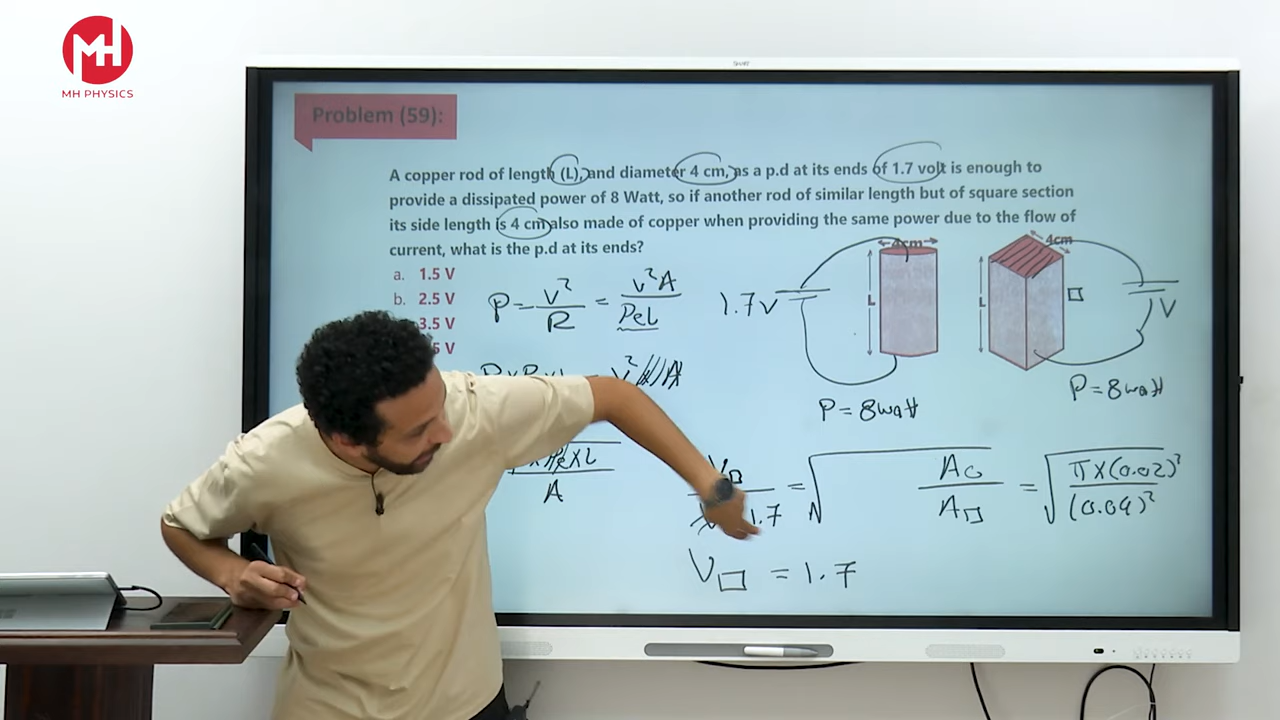 MH
MH PHYSICS
SMART
Problem (59):
A copper rod of length (L), and diameter 4 cm, as a p.d at its ends of 1.7 volt is enough to
provide a dissipated power of 8 Watt, so if another rod of similar length but of square section
its side length is 4 cm also made of copper when providing the same power due to the flow of
current, what is the p.d at its ends?
a. 1.5 V
b. 2.5 V
3.5 V
5 V
P = V² / R = V²A / ρeL
1.7V
4cm
L
4cm
L
V
P = 8watt
P = 8watt
A
1.7 = √ A○ / A□ = √ π×(0.02)² / (0.04)²
V□ = 1.7